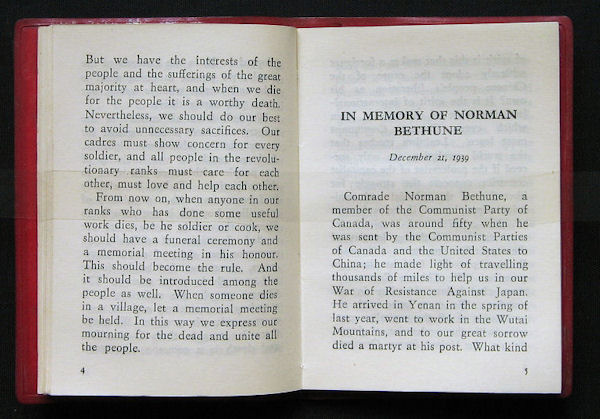 But we have the interests of the
people and the sufferings of the great
majority at heart, and when we die
for the people it is a worthy death.
Nevertheless, we should do our best
to avoid unnecessary sacrifices. Our
cadres must show concern for every
soldier, and all people in the revolu-
tionary ranks must care for each
other, must love and help each other.
From now on, when anyone in our
ranks who has done some useful
work dies, be he soldier or cook, we
should have a funeral ceremony and
a memorial meeting in his honour.
This should become the rule. And
it should be introduced among the
people as well. When someone dies
in a village, let a memorial meeting
be held. In this way we express our
mourning for the dead and unite all
the people.
4
IN MEMORY OF NORMAN
BETHUNE
December 21, 1939
Comrade Norman Bethune, a
member of the Communist Party of
Canada, was around fifty when he
was sent by the Communist Parties
of Canada and the United States to
China; he made light of travelling
thousands of miles to help us in our
War of Resistance Against Japan.
He arrived in Yenan in the spring of
last year, went to work in the Wutai
Mountains, and to our great sorrow
died a martyr at his post. What kind
5